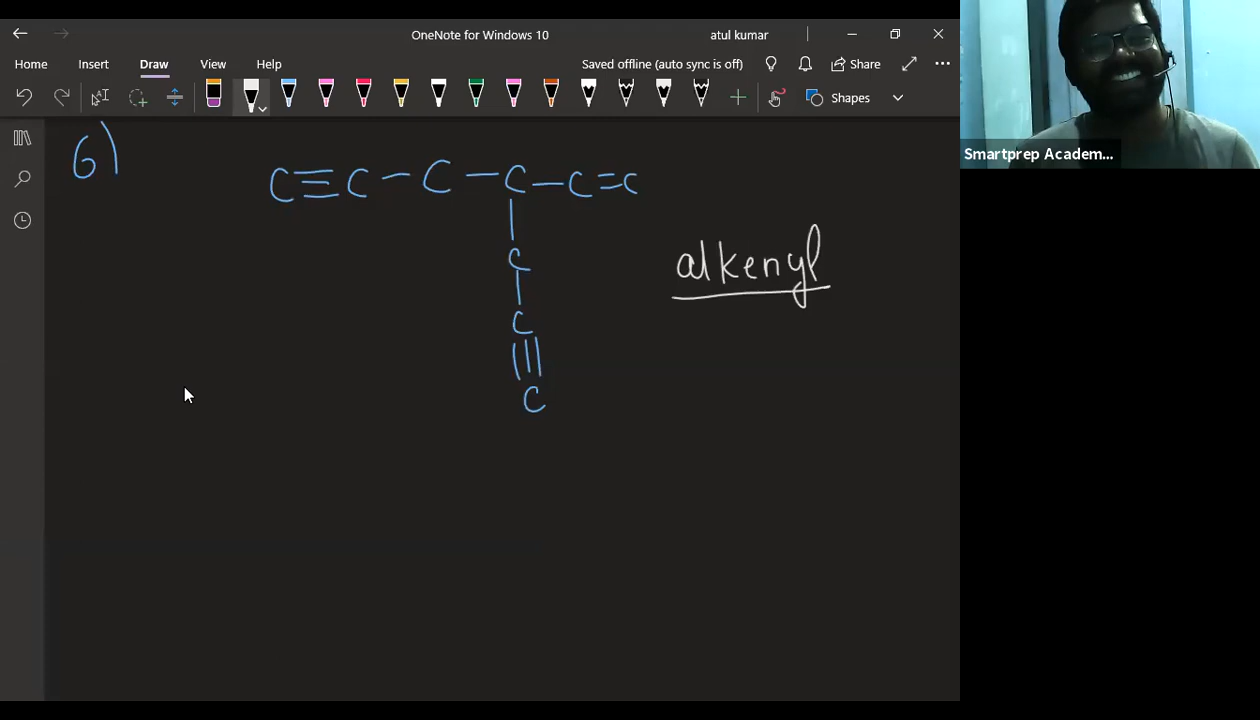 OneNote for Windows 10
atul kumar
Home Insert Draw View Help
Saved offline (auto sync is off)
Share
Shapes
Smartprep Academ...
6)
C≡C-C-C-C=C
|
C
|
C
|||
C
alkenyl